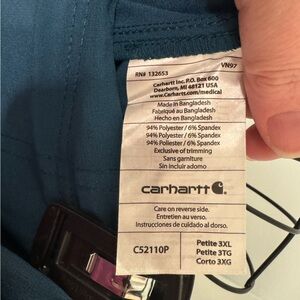 RN# 132653 VN97
Carhartt Inc. P.O. Box 600
Dearborn, MI 48121 USA
www.Carhartt.com/medical
Made in Bangladesh
Fabriqué au Bangladesh
Hecho en Bangladesh
94% Polyester / 6% Spandex
94% Polyester / 6% Spandex
94% Poliester / 6% Spandex
Exclusive of trimming
Sans garniture
Sin Incluir adomo
carhartt
Care on reverse side.
Entretien au verso.
Instrucciones de cuidado al dorso.
C52110P
Petite 3XL
Petite 3TG
Corto 3XG